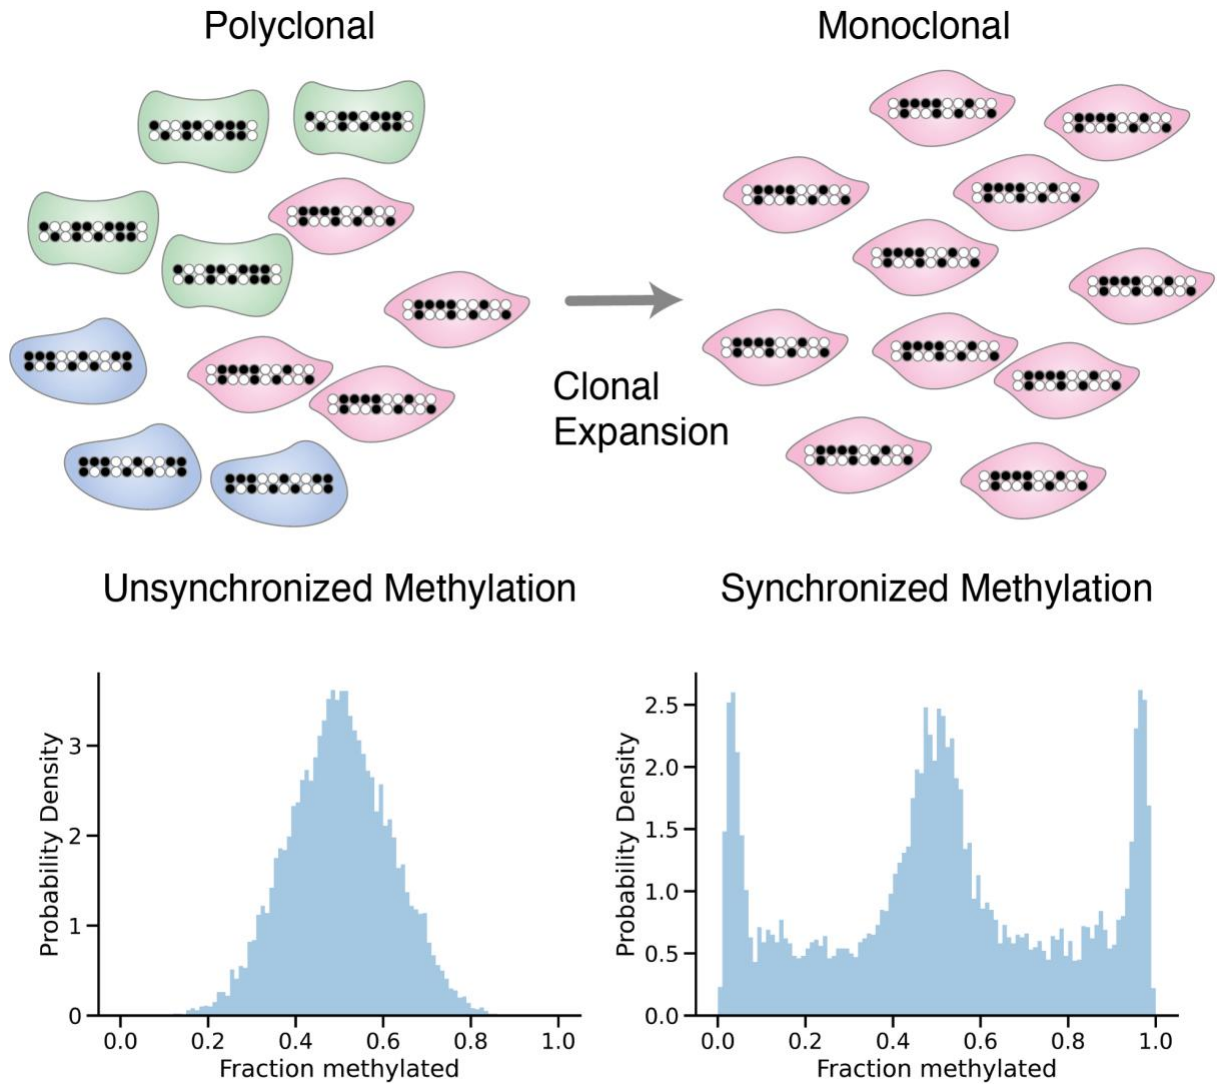 Polyclonal
Monoclonal
Clonal
Expansion
Unsynchronized Methylation
Synchronized Methylation
Probability Density
3
2
1
0
0.0 0.2 0.4 0.6 0.8 1.0
Fraction methylated
Probability Density
2.5
2.0
1.5
1.0
0.5
0.0
0.0 0.2 0.4 0.6 0.8 1.0
Fraction methylated